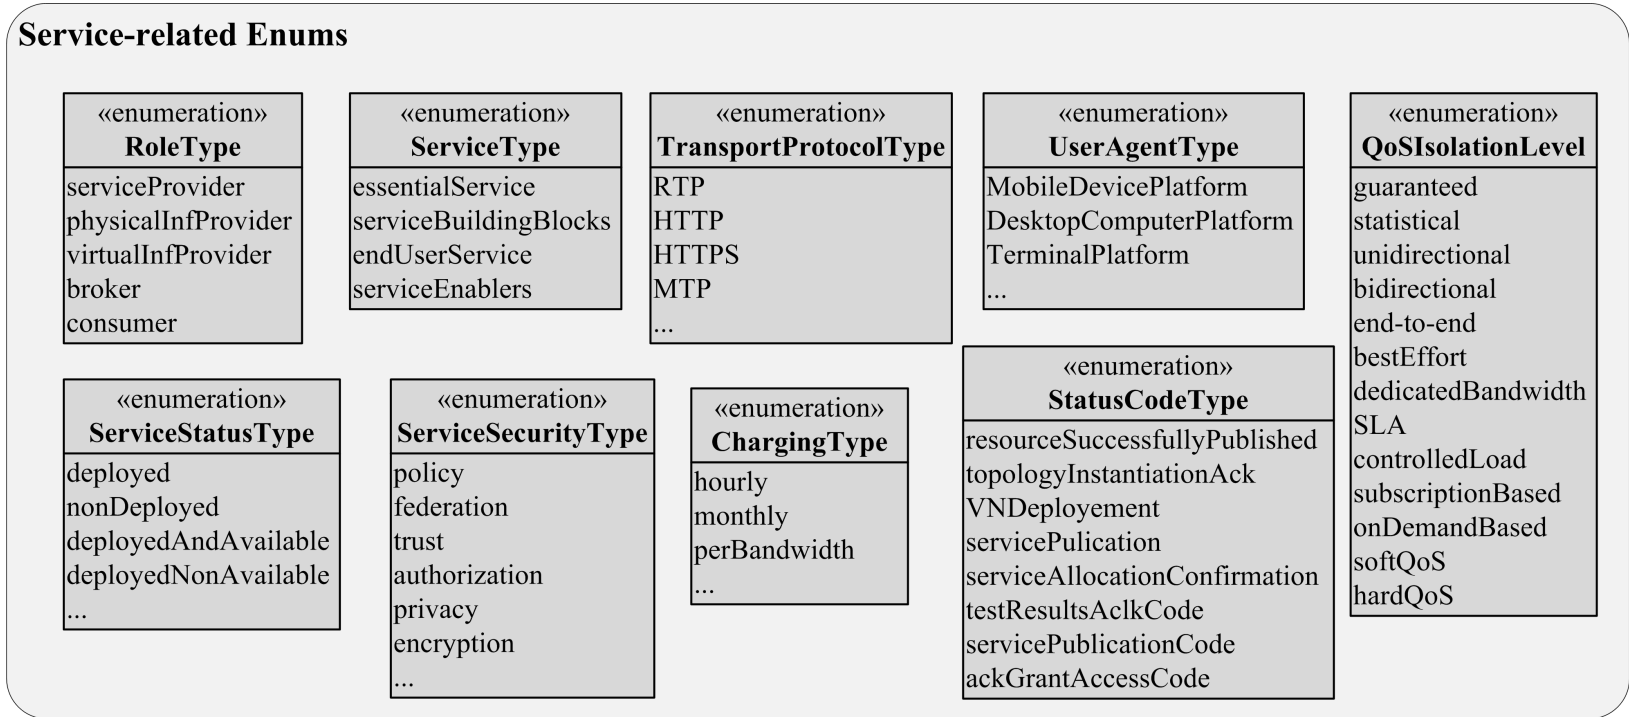 Service-related Enums
«enumeration»
RoleType
serviceProvider
physicalInfProvider
virtualInfProvider
broker
consumer
«enumeration»
ServiceType
essentialService
serviceBuildingBlocks
endUserService
serviceEnablers
«enumeration»
TransportProtocolType
RTP
HTTP
HTTPS
MTP
...
«enumeration»
UserAgentType
MobileDevicePlatform
DesktopComputerPlatform
TerminalPlatform
...
«enumeration»
QoSIsolationLevel
guaranteed
statistical
unidirectional
bidirectional
end-to-end
bestEffort
dedicatedBandwidth
SLA
controlledLoad
subscriptionBased
onDemandBased
softQoS
hardQoS
«enumeration»
ServiceStatusType
deployed
nonDeployed
deployedAndAvailable
deployedNonAvailable
...
«enumeration»
ServiceSecurityType
policy
federation
trust
authorization
privacy
encryption
...
«enumeration»
ChargingType
hourly
monthly
perBandwidth
...
«enumeration»
StatusCodeType
resourceSuccessfullyPublished
topologyInstantiationAck
VNDeployement
servicePulication
serviceAllocationConfirmation
testResultsAclkCode
servicePublicationCode
ackGrantAccessCode